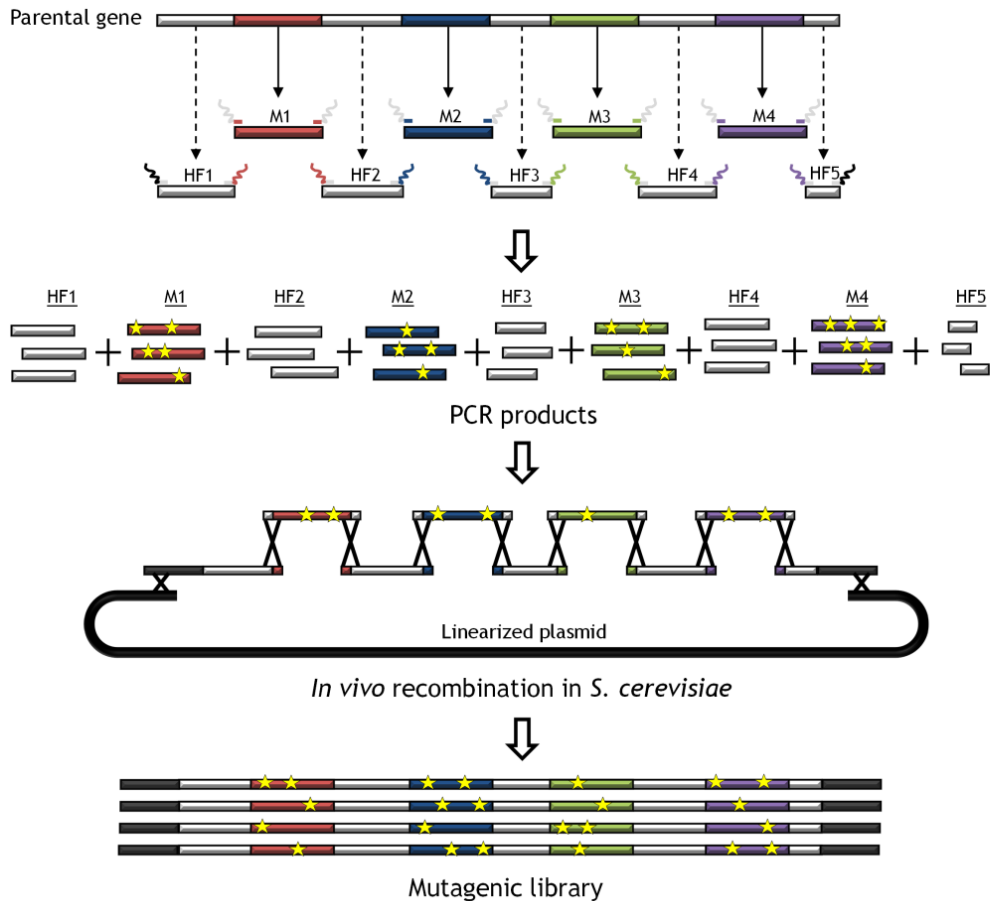 Parental gene
M1 M2 M3 M4
HF1 HF2 HF3 HF4 HF5
HF1 M1 HF2 M2 HF3 M3 HF4 M4 HF5
+ + + + + + + +
PCR products
Linearized plasmid
In vivo recombination in S. cerevisiae
Mutagenic library